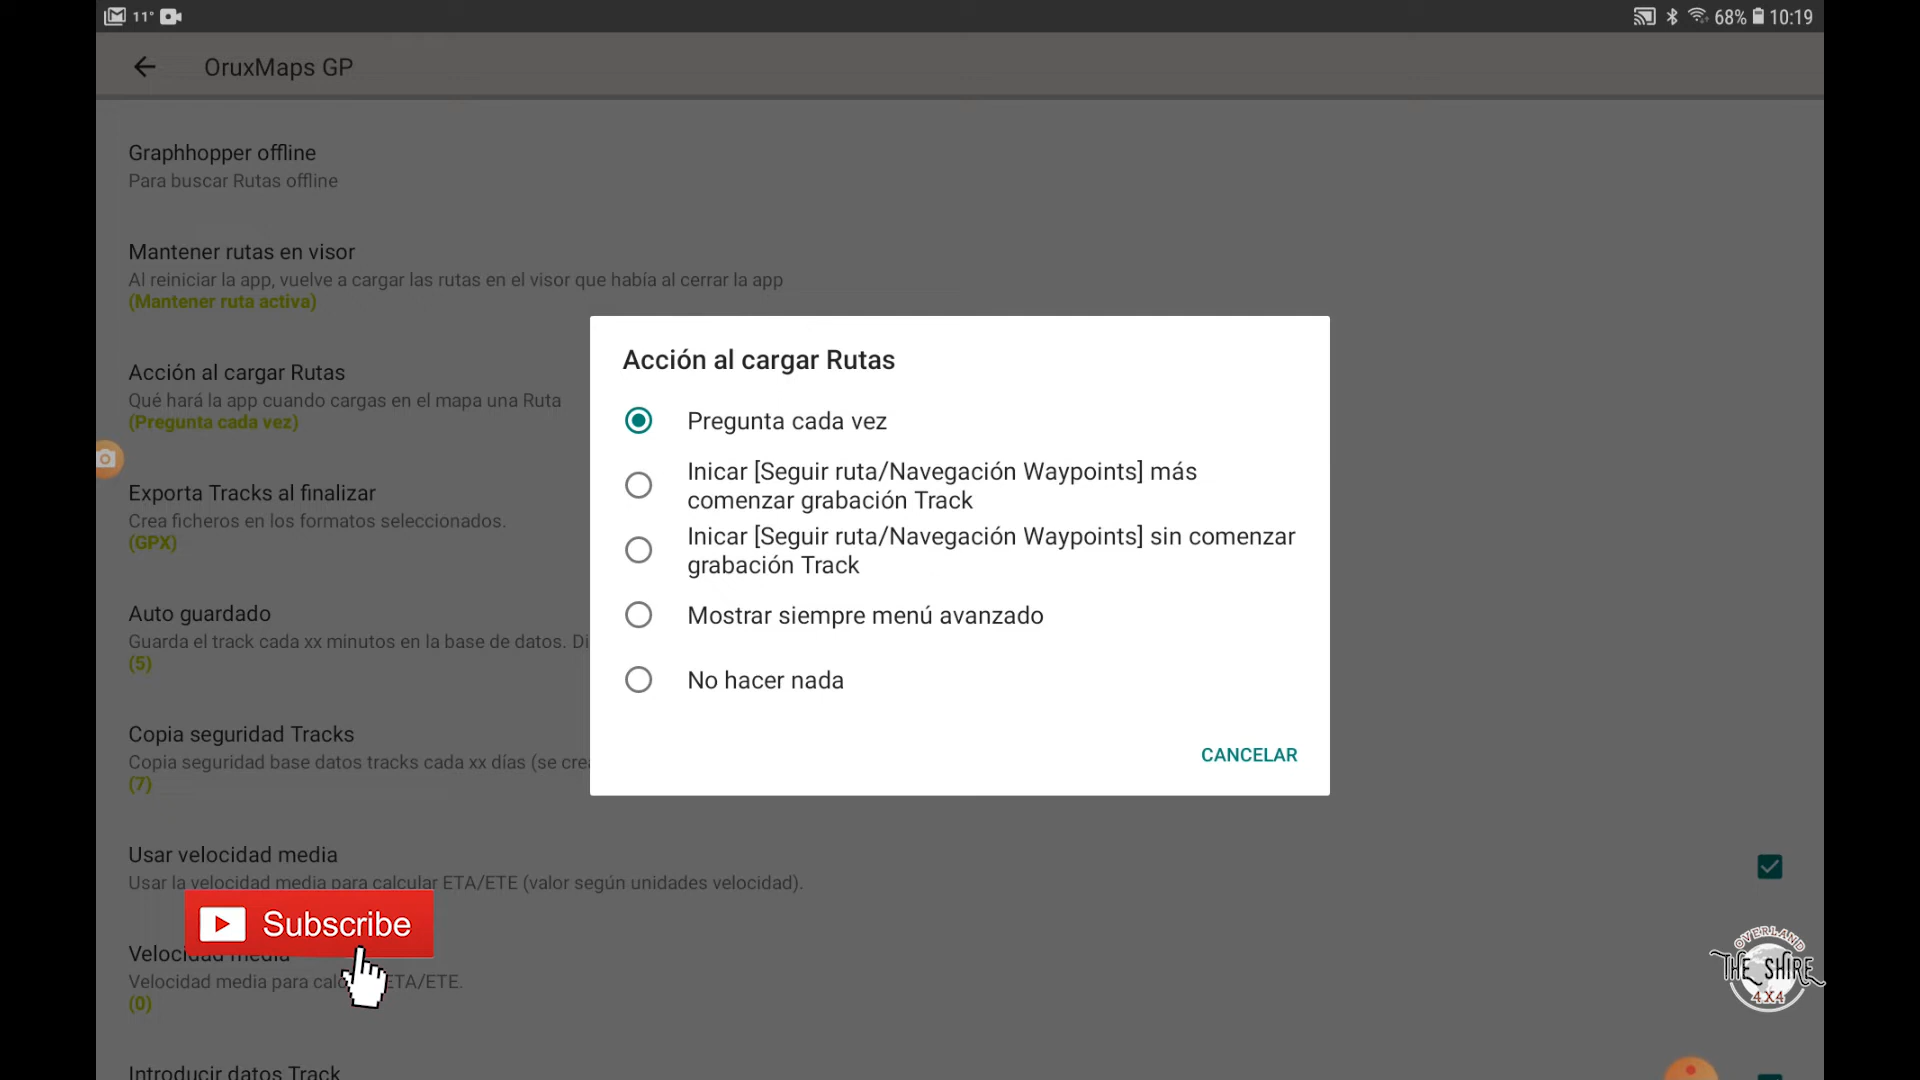 11°
68% 10:19
OruxMaps GP
Graphhopper offline
Para buscar Rutas offline
Mantener rutas en visor
Al reiniciar la app, vuelve a cargar las rutas en el visor que había al cerrar la app
(Mantener ruta activa)
Acción al cargar Rutas
Qué hará la app cuando cargas en el mapa una Ruta
(Pregunta cada vez)
Exporta Tracks al finalizar
Crea ficheros en los formatos seleccionados.
(GPX)
Auto guardado
Guarda el track cada xx minutos en la base de datos. Di
(5)
Copia seguridad Tracks
Copia seguridad base datos tracks cada xx días (se crea
(7)
Usar velocidad media
Usar la velocidad media para calcular ETA/ETE (valor según unidades velocidad).
Velocidad media
Velocidad media para calc ETA/ETE.
(0)
Introducir datos Track
Acción al cargar Rutas
Pregunta cada vez
Inicar [Seguir ruta/Navegación Waypoints] más
comenzar grabación Track
Inicar [Seguir ruta/Navegación Waypoints] sin comenzar
grabación Track
Mostrar siempre menú avanzado
No hacer nada
CANCELAR
Subscribe
OVERLAND
THE SHIRE
4X4